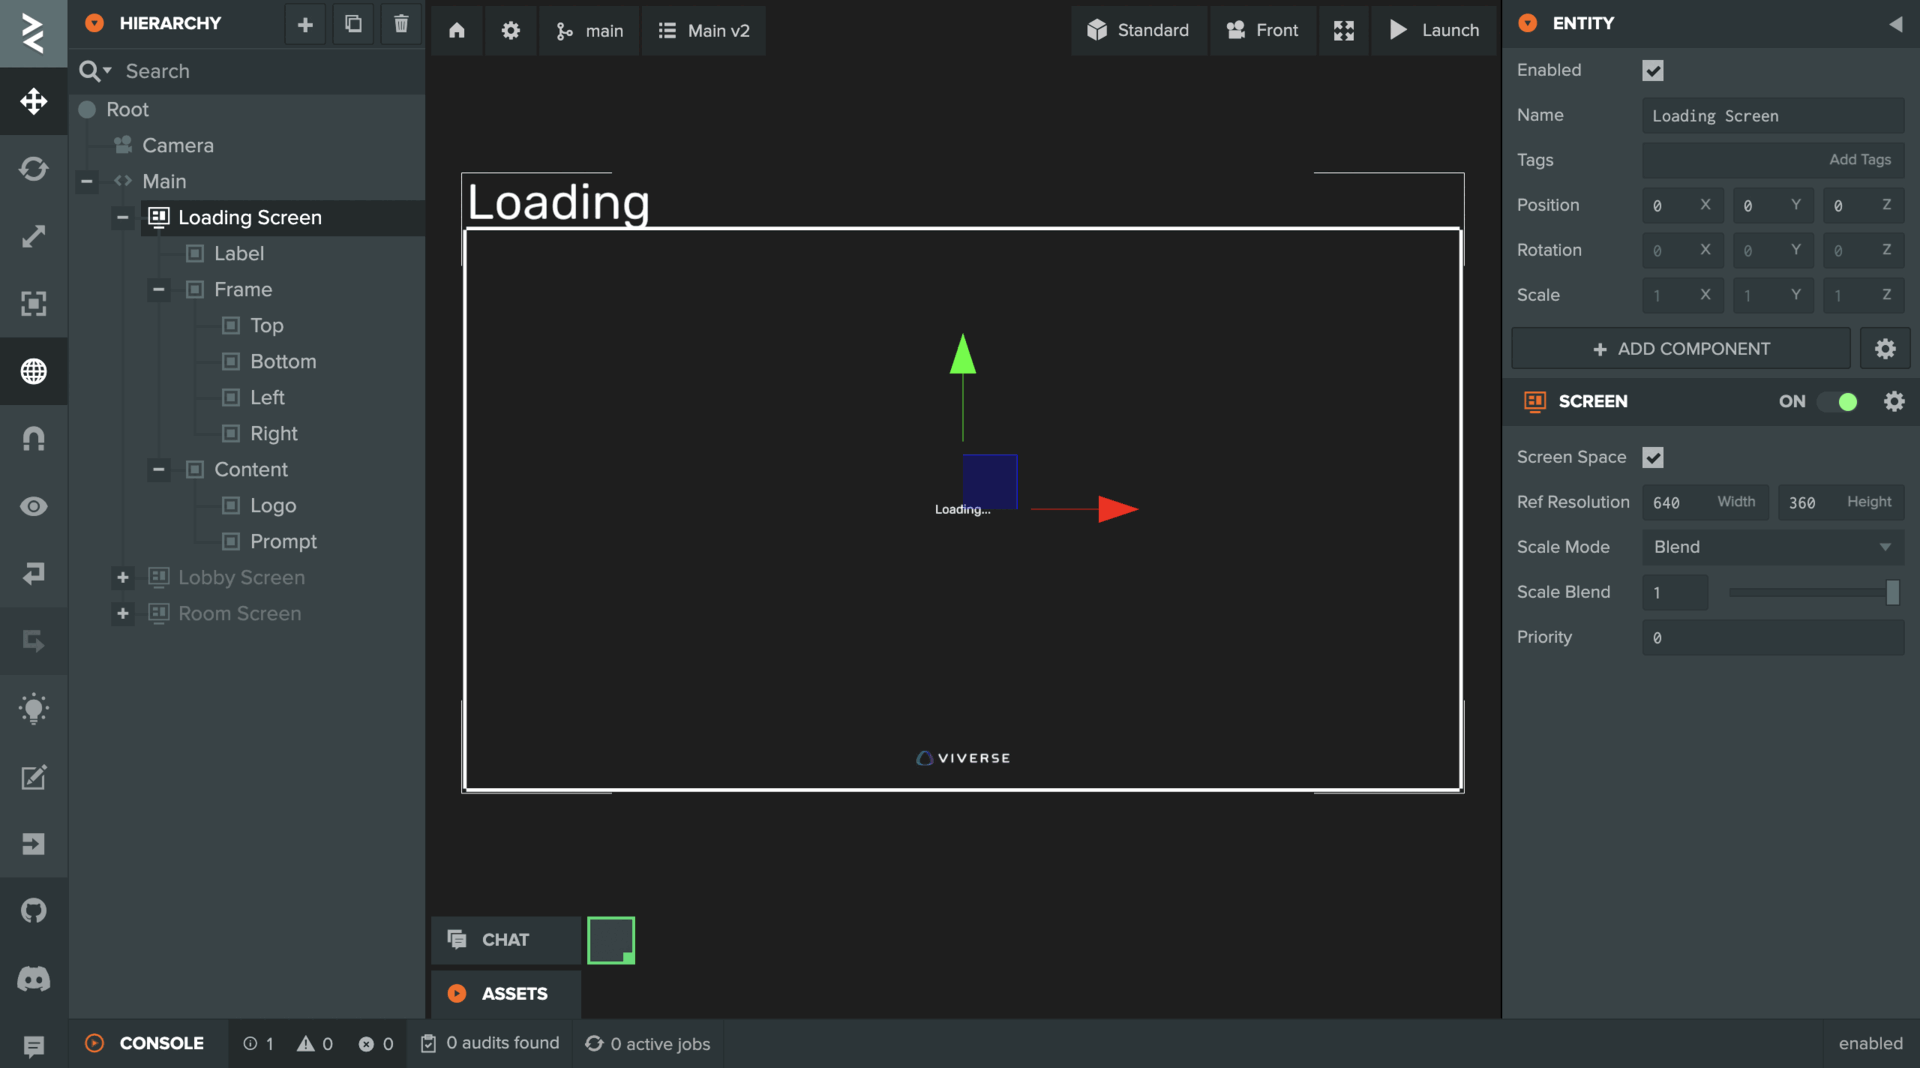 HIERARCHY
Search
Root
Camera
Main
Loading Screen
Label
Frame
Top
Bottom
Left
Right
Content
Logo
Prompt
Lobby Screen
Room Screen
main
Main v2
Standard
Front
Launch
Loading
Loading...
VIVERSE
CHAT
ASSETS
CONSOLE
1
0
0
0 audits found
0 active jobs
ENTITY
Enabled
Name Loading Screen
Tags Add Tags
Position 0 X 0 Y 0 Z
Rotation 0 X 0 Y 0 Z
Scale 1 X 1 Y 1 Z
+ ADD COMPONENT
SCREEN ON
Screen Space
Ref Resolution 640 Width 360 Height
Scale Mode Blend
Scale Blend 1
Priority 0
enabled